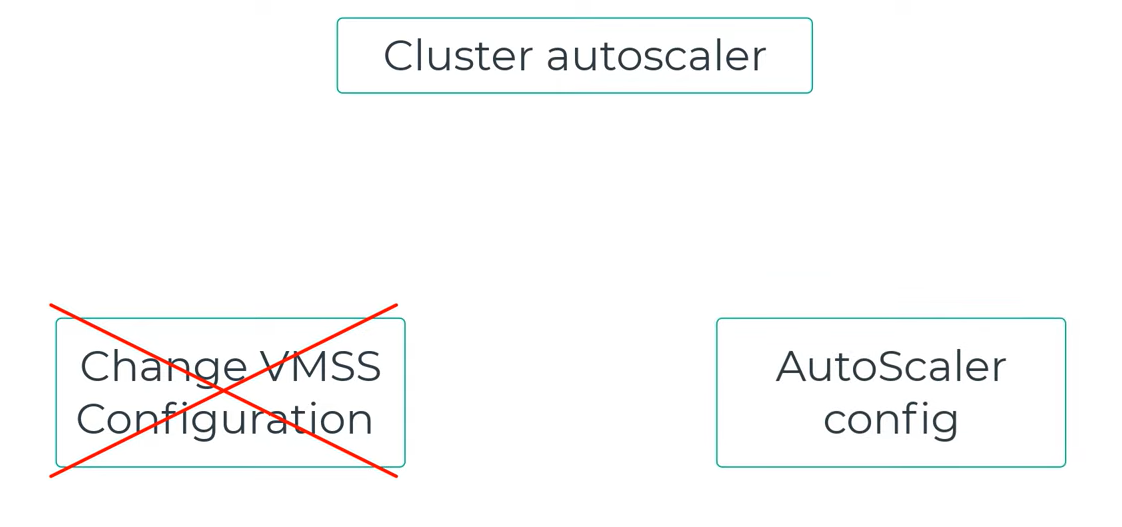 Cluster autoscaler
Change VMSS
Configuration
AutoScaler
config